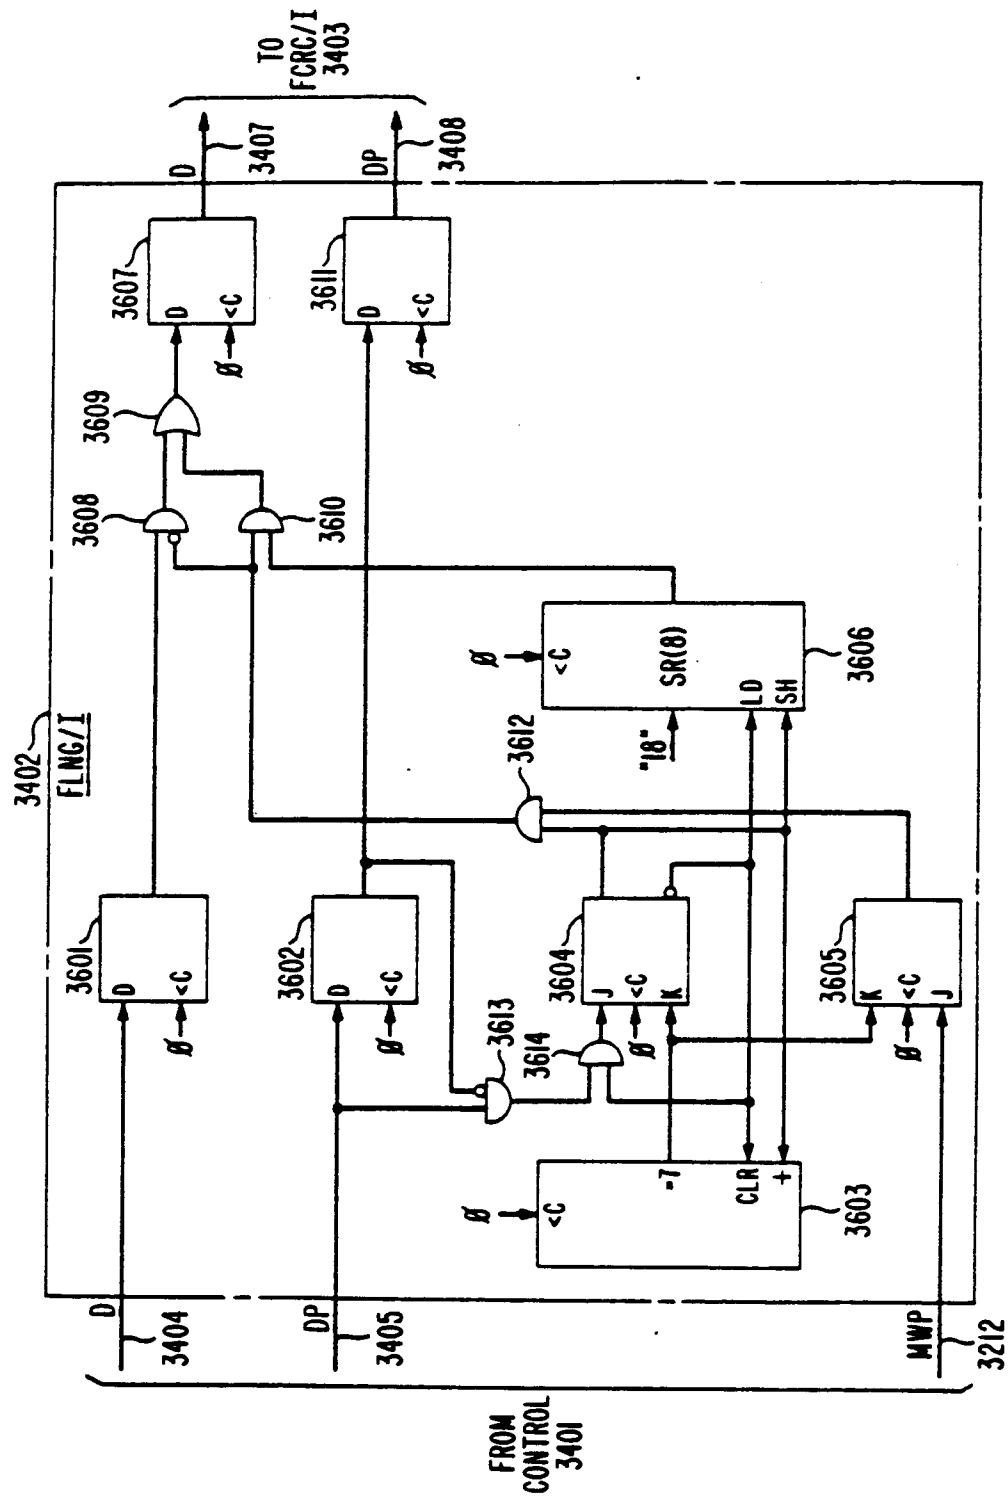 3402
FLNG/I
FROM
CONTROL
3401
D
3404
DP
3405
MWP
3212
3601
D
<C
Ø
3602
D
<C
Ø
3613
3614
3604
J
<C
K
Ø
3605
K
<C
J
Ø
3603
Ø
<C
=7
CLR
+
3612
"18"
3606
Ø
<C
SR(8)
LD
SH
3608
3609
3610
3607
D
<C
Ø
3611
D
<C
Ø
D
3407
DP
3408
TO
FCRC/I
3403